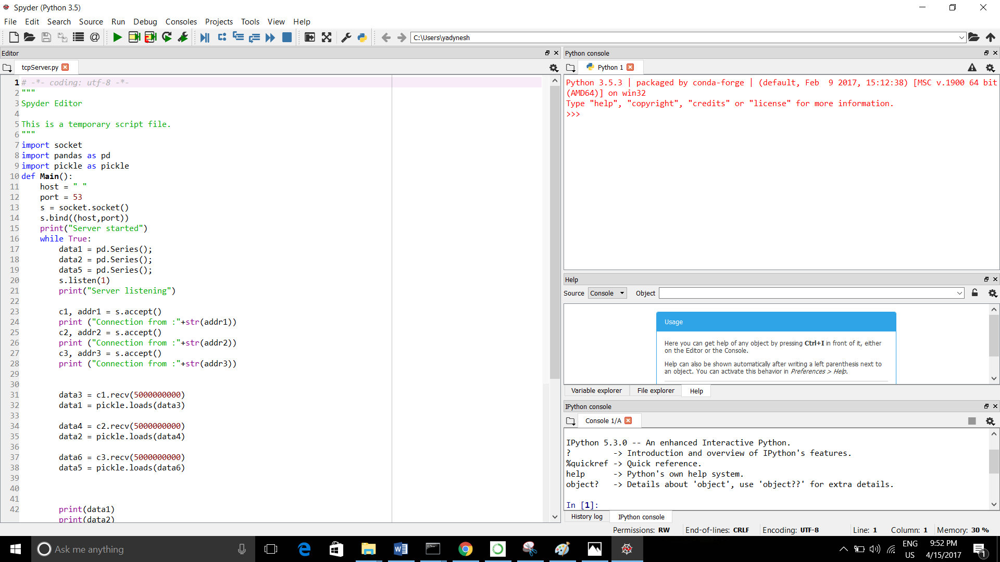 Spyder (Python 3.5)
File Edit Search Source Run Debug Consoles Projects Tools View Help
C:\Users\yadynesh
Editor
tcpServer.py
1 # -*- coding: utf-8 -*-
2 """
3 Spyder Editor
4
5 This is a temporary script file.
6 """
7 import socket
8 import pandas as pd
9 import pickle as pickle
10 def Main():
11     host = " "
12     port = 53
13     s = socket.socket()
14     s.bind((host,port))
15     print("Server started")
16     while True:
17         data1 = pd.Series();
18         data2 = pd.Series();
19         data5 = pd.Series();
20         s.listen(1)
21         print("Server listening")
22
23         c1, addr1 = s.accept()
24         print ("Connection from :"+str(addr1))
25         c2, addr2 = s.accept()
26         print ("Connection from :"+str(addr2))
27         c3, addr3 = s.accept()
28         print ("Connection from :"+str(addr3))
29
30
31         data3 = c1.recv(5000000000)
32         data1 = pickle.loads(data3)
33
34         data4 = c2.recv(5000000000)
35         data2 = pickle.loads(data4)
36
37         data6 = c3.recv(5000000000)
38         data5 = pickle.loads(data6)
39
40
41
42         print(data1)
print(data2)
Python console
Python 1
Python 3.5.3 | packaged by conda-forge | (default, Feb  9 2017, 15:12:38) [MSC v.1900 64 bit
(AMD64)] on win32
Type "help", "copyright", "credits" or "license" for more information.
>>>
Help
Source Console Object
Usage
Here you can get help of any object by pressing Ctrl+I in front of it, either
on the Editor or the Console.
Help can also be shown automatically after writing a left parenthesis next to
an object. You can activate this behavior in Preferences > Help.
Variable explorer File explorer Help
IPython console
Console 1/A
IPython 5.3.0 -- An enhanced Interactive Python.
?         -> Introduction and overview of IPython's features.
%quickref -> Quick reference.
help      -> Python's own help system.
object?   -> Details about 'object', use 'object??' for extra details.
In [1]:
History log IPython console
Permissions: RW End-of-lines: CRLF Encoding: UTF-8 Line: 1 Column: 1 Memory: 30 %
Ask me anything
ENG
US
9:52 PM
4/15/2017
1